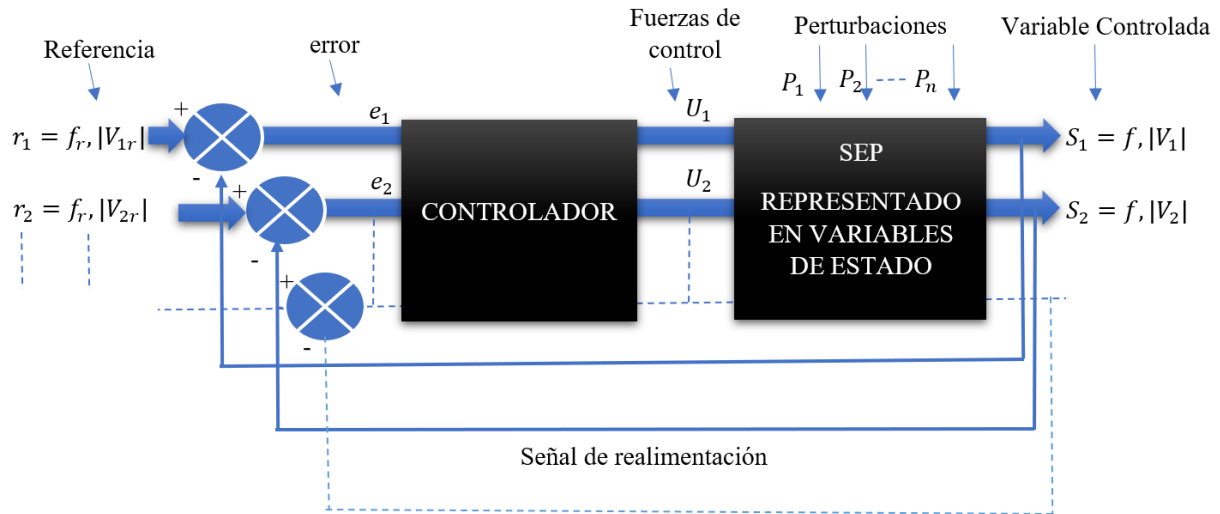 Referencia
error
Fuerzas de
control
Perturbaciones
Variable Controlada
P₁ P₂ Pₙ
+ e₁ U₁
r₁ = fᵣ, |V₁ᵣ|
S₁ = f, |V₁|
-
+ e₂ U₂
r₂ = fᵣ, |V₂ᵣ|
S₂ = f, |V₂|
-
+
-
CONTROLADOR
SEP
REPRESENTADO
EN VARIABLES
DE ESTADO
Señal de realimentación